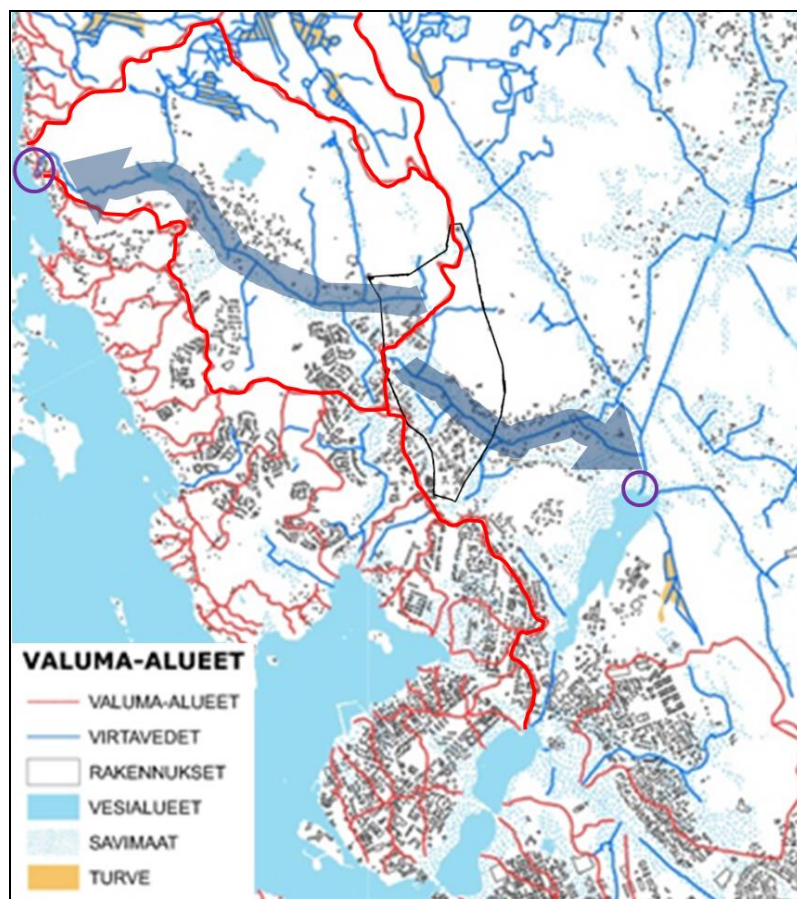 VALUMA-ALUEET
VALUMA-ALUEET
VIRTAVEDET
RAKENNUKSET
VESIALUEET
SAVIMAAT
TURVE